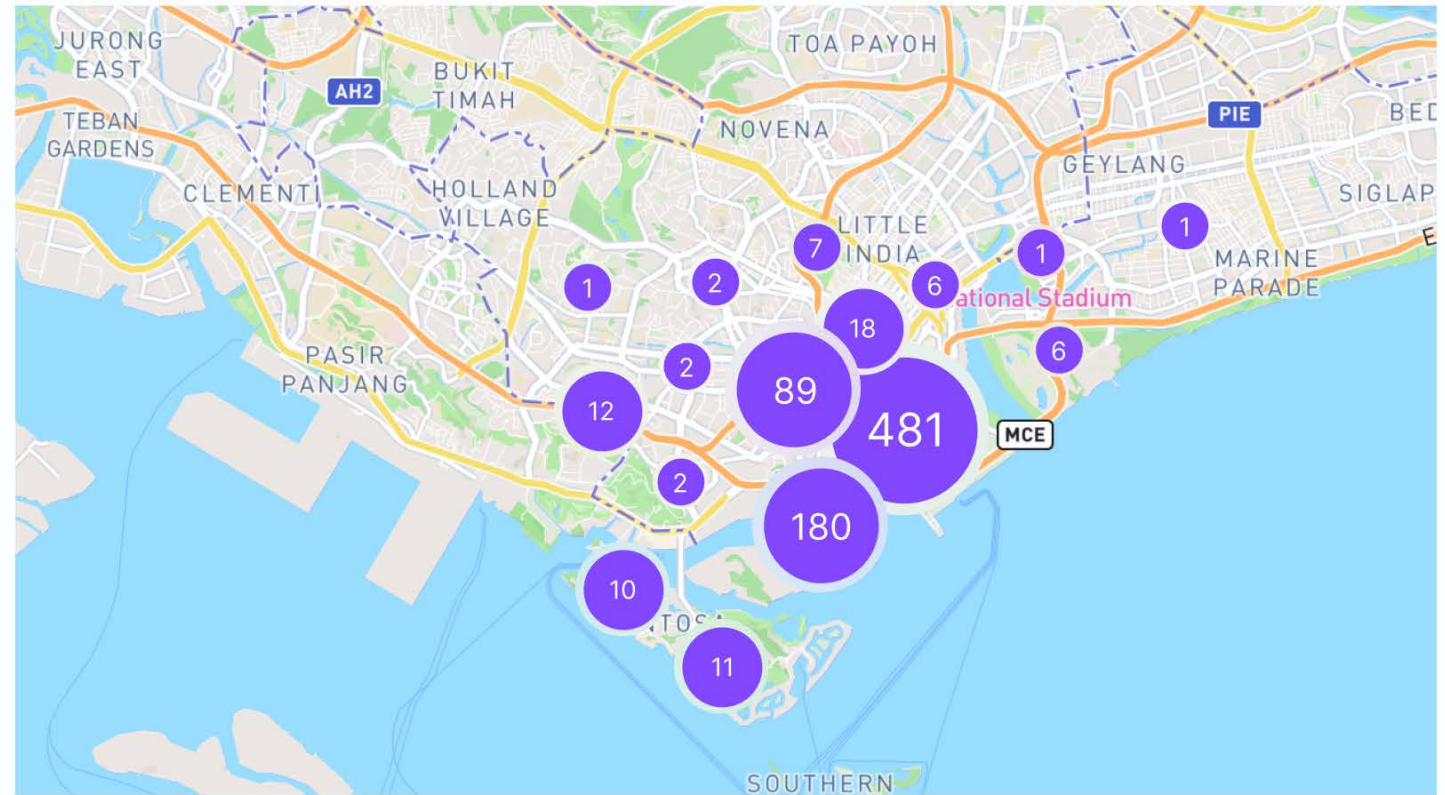 JURONG
EAST
AH2
BUKIT
TIMAH
TOA PAYOH
TEBAN
GARDENS
NOVENA
PIE
BED
CLEMENTI
HOLLAND
VILLAGE
GEYLANG
SIGLAP
LITTLE
INDIA
7
1
1
MARINE
PARADE
E
1
2
6
ational Stadium
18
6
PASIR
PANJANG
2
89
12
481
MCE
2
180
10
NTOSA
11
SOUTHERN